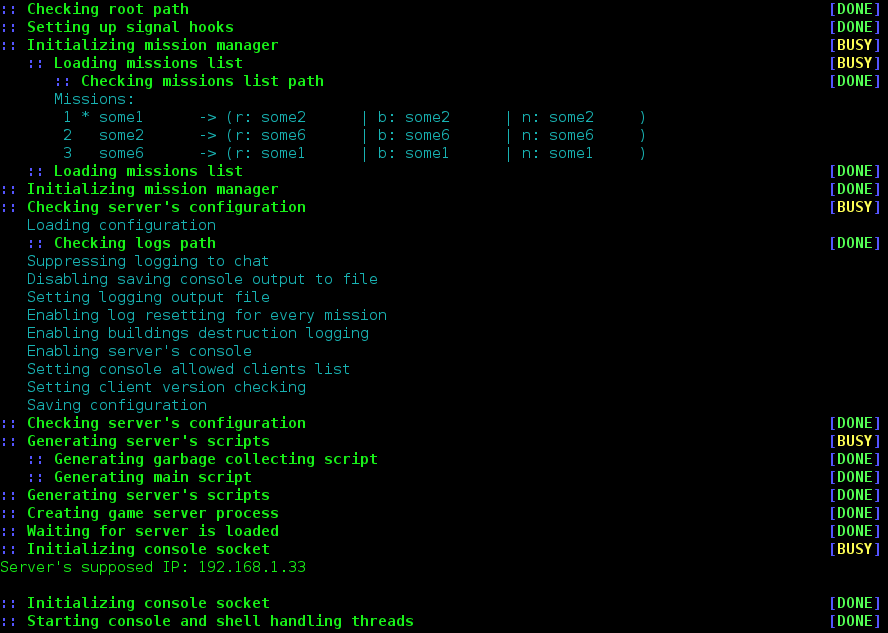 :: Checking root path [DONE]
:: Setting up signal hooks [DONE]
:: Initializing mission manager [BUSY]
:: Loading missions list [BUSY]
:: Checking missions list path [DONE]
Missions:
1 * some1 -> (r: some2 | b: some2 | n: some2 )
2 some2 -> (r: some6 | b: some6 | n: some6 )
3 some6 -> (r: some1 | b: some1 | n: some1 )
:: Loading missions list [DONE]
:: Initializing mission manager [DONE]
:: Checking server's configuration [BUSY]
Loading configuration
:: Checking logs path [DONE]
Suppressing logging to chat
Disabling saving console output to file
Setting logging output file
Enabling log resetting for every mission
Enabling buildings destruction logging
Enabling server's console
Setting console allowed clients list
Setting client version checking
Saving configuration
:: Checking server's configuration [DONE]
:: Generating server's scripts [BUSY]
:: Generating garbage collecting script [DONE]
:: Generating main script [DONE]
:: Generating server's scripts [DONE]
:: Creating game server process [DONE]
:: Waiting for server is loaded [DONE]
:: Initializing console socket [BUSY]
Server's supposed IP: 192.168.1.33
:: Initializing console socket [DONE]
:: Starting console and shell handling threads [DONE]